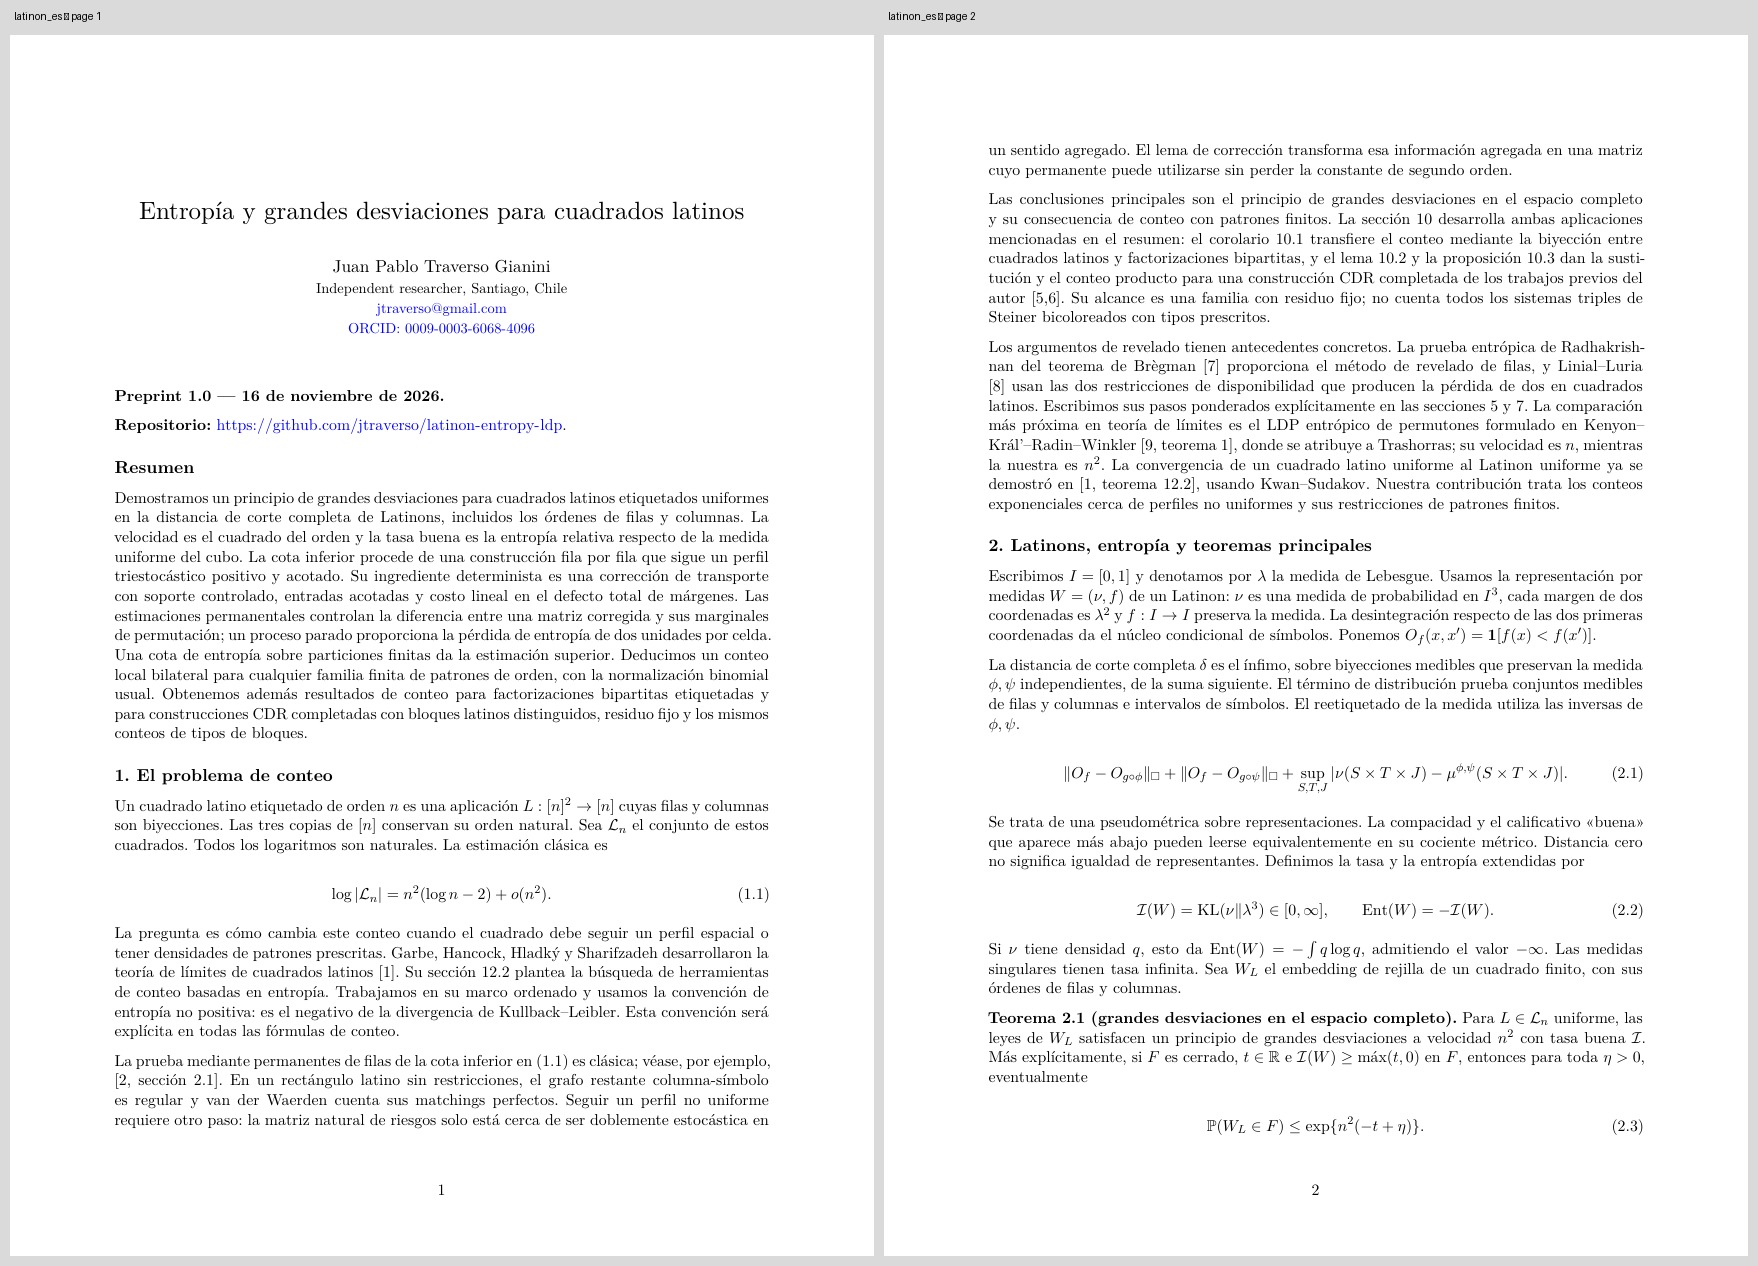 latinon_es page 1
Entropía y grandes desviaciones para cuadrados latinos
Juan Pablo Traverso Gianini
Independent researcher, Santiago, Chile
jtraverso@gmail.com
ORCID: 0009-0003-6068-4096
Preprint 1.0 — 16 de noviembre de 2026.
Repositorio: https://github.com/jtraverso/latinon-entropy-ldp.
Resumen
Demostramos un principio de grandes desviaciones para cuadrados latinos etiquetados uniformes
en la distancia de corte completa de Latinons, incluidos los órdenes de filas y columnas. La
velocidad es el cuadrado del orden y la tasa buena es la entropía relativa respecto de la medida
uniforme del cubo. La cota inferior procede de una construcción fila por fila que sigue un perfil
triestocástico positivo y acotado. Su ingrediente determinista es una corrección de transporte
con soporte controlado, entradas acotadas y costo lineal en el defecto total de márgenes. Las
estimaciones permanentales controlan la diferencia entre una matriz corregida y sus marginales
de permutación; un proceso parado proporciona la pérdida de entropía de dos unidades por celda.
Una cota de entropía sobre particiones finitas da la estimación superior. Deducimos un conteo
local bilateral para cualquier familia finita de patrones de orden, con la normalización binomial
usual. Obtenemos además resultados de conteo para factorizaciones bipartitas etiquetadas y
para construcciones CDR completadas con bloques latinos distinguidos, residuo fijo y los mismos
conteos de tipos de bloques.
1. El problema de conteo
Un cuadrado latino etiquetado de orden n es una aplicación L : [n]² → [n] cuyas filas y columnas
son biyecciones. Las tres copias de [n] conservan su orden natural. Sea 𝓛ₙ el conjunto de estos
cuadrados. Todos los logaritmos son naturales. La estimación clásica es
log |𝓛ₙ| = n²(log n − 2) + o(n²). (1.1)
La pregunta es cómo cambia este conteo cuando el cuadrado debe seguir un perfil espacial o
tener densidades de patrones prescritas. Garbe, Hancock, Hladký y Sharifzadeh desarrollaron la
teoría de límites de cuadrados latinos [1]. Su sección 12.2 plantea la búsqueda de herramientas
de conteo basadas en entropía. Trabajamos en su marco ordenado y usamos la convención de
entropía no positiva: es el negativo de la divergencia de Kullback–Leibler. Esta convención será
explícita en todas las fórmulas de conteo.
La prueba mediante permanentes de filas de la cota inferior en (1.1) es clásica; véase, por ejemplo,
[2, sección 2.1]. En un rectángulo latino sin restricciones, el grafo restante columna-símbolo
es regular y van der Waerden cuenta sus matchings perfectos. Seguir un perfil no uniforme
requiere otro paso: la matriz natural de riesgos solo está cerca de ser doblemente estocástica en
1
latinon_es page 2
un sentido agregado. El lema de corrección transforma esa información agregada en una matriz
cuyo permanente puede utilizarse sin perder la constante de segundo orden.
Las conclusiones principales son el principio de grandes desviaciones en el espacio completo
y su consecuencia de conteo con patrones finitos. La sección 10 desarrolla ambas aplicaciones
mencionadas en el resumen: el corolario 10.1 transfiere el conteo mediante la biyección entre
cuadrados latinos y factorizaciones bipartitas, y el lema 10.2 y la proposición 10.3 dan la susti-
tución y el conteo producto para una construcción CDR completada de los trabajos previos del
autor [5,6]. Su alcance es una familia con residuo fijo; no cuenta todos los sistemas triples de
Steiner bicoloreados con tipos prescritos.
Los argumentos de revelado tienen antecedentes concretos. La prueba entrópica de Radhakrish-
nan del teorema de Brègman [7] proporciona el método de revelado de filas, y Linial–Luria
[8] usan las dos restricciones de disponibilidad que producen la pérdida de dos en cuadrados
latinos. Escribimos sus pasos ponderados explícitamente en las secciones 5 y 7. La comparación
más próxima en teoría de límites es el LDP entrópico de permutones formulado en Kenyon–
Král'–Radin–Winkler [9, teorema 1], donde se atribuye a Trashorras; su velocidad es n, mientras
la nuestra es n². La convergencia de un cuadrado latino uniforme al Latinon uniforme ya se
demostró en [1, teorema 12.2], usando Kwan–Sudakov. Nuestra contribución trata los conteos
exponenciales cerca de perfiles no uniformes y sus restricciones de patrones finitos.
2. Latinons, entropía y teoremas principales
Escribimos I = [0, 1] y denotamos por λ la medida de Lebesgue. Usamos la representación por
medidas W = (ν, f) de un Latinon: ν es una medida de probabilidad en I³, cada margen de dos
coordenadas es λ² y f : I → I preserva la medida. La desintegración respecto de las dos primeras
coordenadas da el núcleo condicional de símbolos. Ponemos O_f(x, x′) = 𝟏[f(x) < f(x′)].
La distancia de corte completa δ es el ínfimo, sobre biyecciones medibles que preservan la medida
ϕ, ψ independientes, de la suma siguiente. El término de distribución prueba conjuntos medibles
de filas y columnas e intervalos de símbolos. El reetiquetado de la medida utiliza las inversas de
ϕ, ψ.
∥O_f − O_{g∘ϕ}∥_□ + ∥O_f − O_{g∘ψ}∥_□ + sup_{S,T,J} |ν(S × T × J) − μ^{ϕ,ψ}(S × T × J)|. (2.1)
Se trata de una pseudométrica sobre representaciones. La compacidad y el calificativo «buena»
que aparece más abajo pueden leerse equivalentemente en su cociente métrico. Distancia cero
no significa igualdad de representantes. Definimos la tasa y la entropía extendidas por
𝓘(W) = KL(ν∥λ³) ∈ [0, ∞], Ent(W) = −𝓘(W). (2.2)
Si ν tiene densidad q, esto da Ent(W) = − ∫ q log q, admitiendo el valor −∞. Las medidas
singulares tienen tasa infinita. Sea W_L el embedding de rejilla de un cuadrado finito, con sus
órdenes de filas y columnas.
Teorema 2.1 (grandes desviaciones en el espacio completo). Para L ∈ 𝓛ₙ uniforme, las
leyes de W_L satisfacen un principio de grandes desviaciones a velocidad n² con tasa buena 𝓘.
Más explícitamente, si F es cerrado, t ∈ ℝ e 𝓘(W) ≥ máx(t, 0) en F, entonces para toda η > 0,
eventualmente
ℙ(W_L ∈ F) ≤ exp{n²(−t + η)}. (2.3)
2